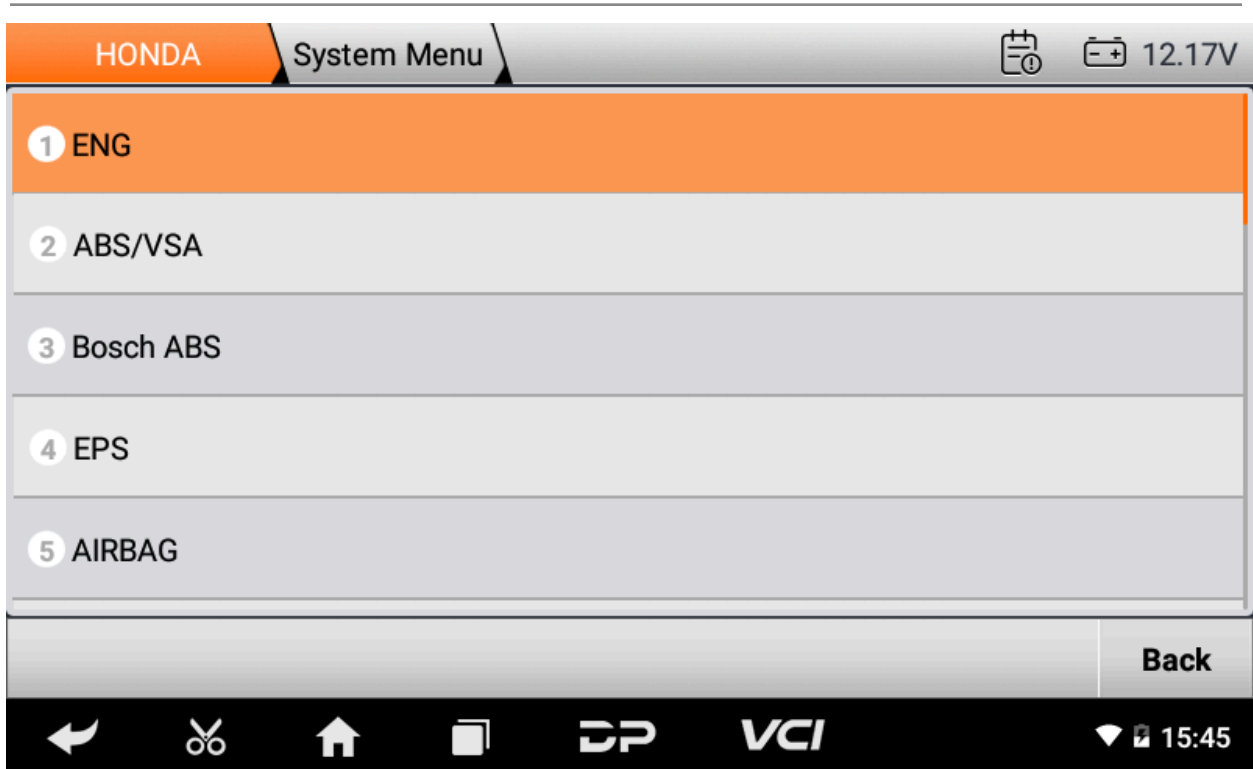 HONDA System Menu 12.17V
1 ENG
2 ABS/VSA
3 Bosch ABS
4 EPS
5 AIRBAG
Back
DP VCI 15:45